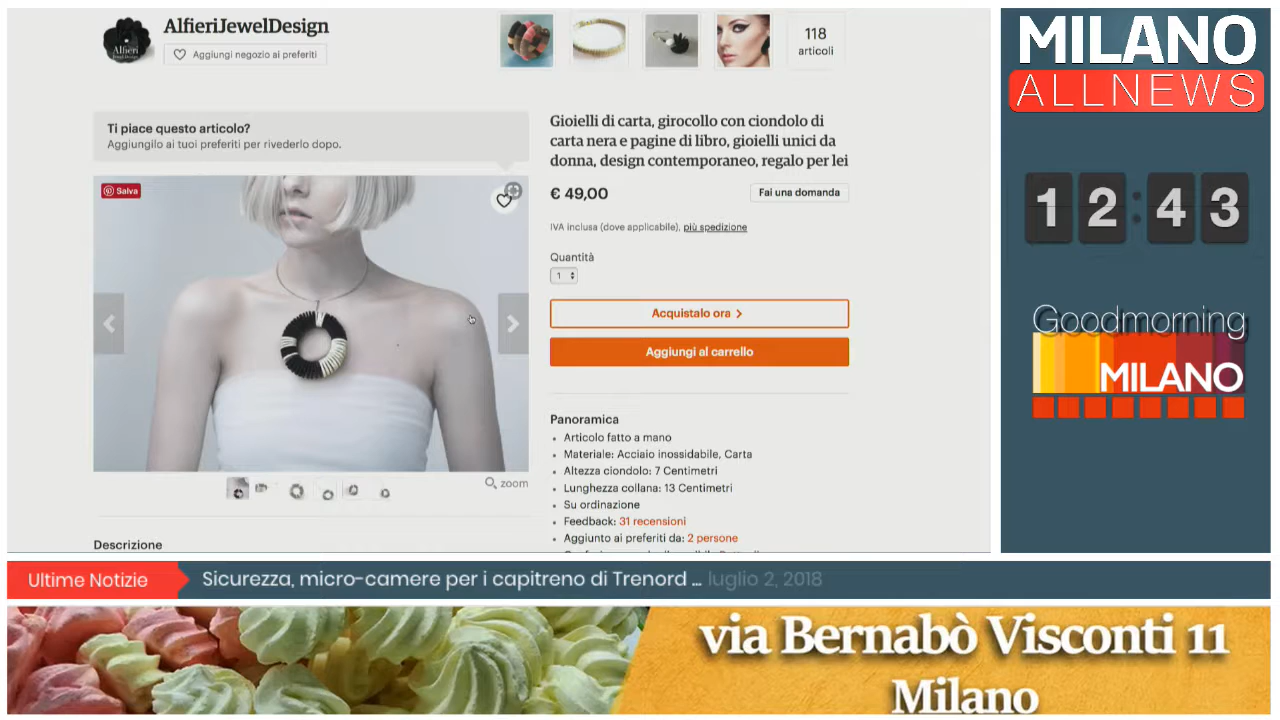 AlfieriJewelDesign
Aggiungi negozio ai preferiti
Alfieri
118
articoli
Ti piace questo articolo?
Aggiungilo ai tuoi preferiti per rivederlo dopo.
Salva
zoom
Descrizione
Gioielli di carta, girocollo con ciondolo di
carta nera e pagine di libro, gioielli unici da
donna, design contemporaneo, regalo per lei
€ 49,00
Fai una domanda
IVA inclusa (dove applicabile), più spedizione
Quantità
1
Acquistalo ora
Aggiungi al carrello
Panoramica
Articolo fatto a mano
Materiale: Acciaio inossidabile, Carta
Altezza ciondolo: 7 Centimetri
Lunghezza collana: 13 Centimetri
Su ordinazione
Feedback: 31 recensioni
Aggiunto ai preferiti da: 2 persone
MILANO
ALLNEWS
12:43
Goodmorning
MILANO
Ultime Notizie
Sicurezza, micro-camere per i capitreno di Trenord ... luglio 2, 2018
via Bernabò Visconti 11
Milano